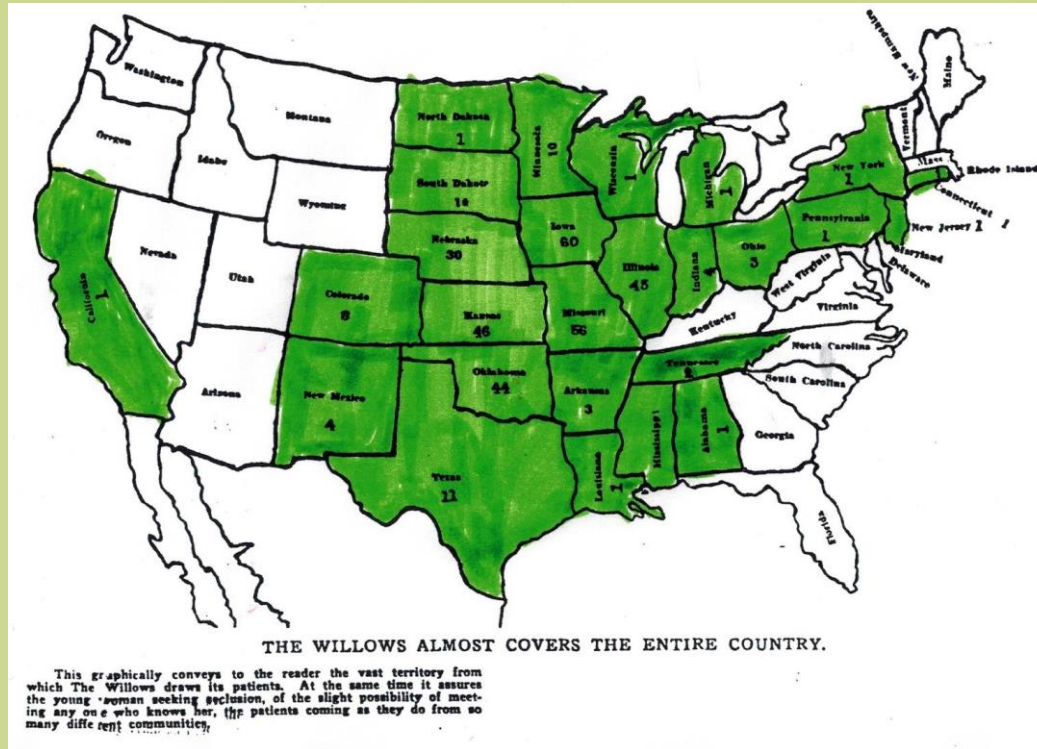 New Hampshire
Maine
Vermont
Washington
Oregon
Idaho
Montana
Wyoming
North Dakota
1
Minnesota
10
Wisconsin
1
Michigan
1
New York
1
Mass
1
Rhode Island
Connecticut 1
New Jersey 1
Maryland
Delaware
South Dakota
Nebraska
30
Iowa
60
Illinois
45
Indiana
4
Ohio
Pennsylvania
1
West Virginia
Virginia
California
1
Nevada
Utah
Colorado
Kansas
46
Missouri
56
Kentucky
North Carolina
Tennessee
South Carolina
Arizona
New Mexico
4
Oklahoma
44
Arkansas
3
Mississippi
Alabama
1
Georgia
Texas
11
Louisiana
1
Florida
THE WILLOWS ALMOST COVERS THE ENTIRE COUNTRY.
This graphically conveys to the reader the vast territory from
which The Willows draws its patients. At the same time it assures
the young woman seeking seclusion, of the slight possibility of meet-
ing any one who knows her, the patients coming as they do from so
many different communities.